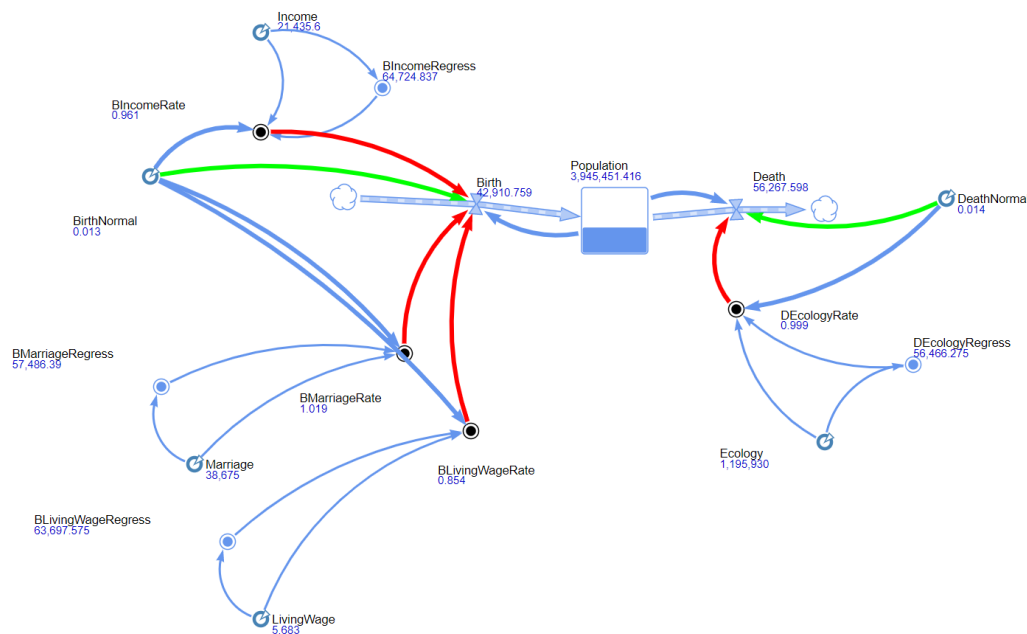 Income
21,435.6
BIncomeRegress
64,724.837
BIncomeRate
0.961
BirthNormal
0.013
Birth
42,910.759
Population
3,945,451.416
Death
56,267.598
DeathNorma
0.014
DEcologyRate
0.999
DEcologyRegress
56,466.275
BMarriageRegress
57,486.39
BMarriageRate
1.019
Marriage
38,675
Ecology
1,195,930
BLivingWageRate
0.854
BLivingWageRegress
63,697.575
LivingWage
5.683